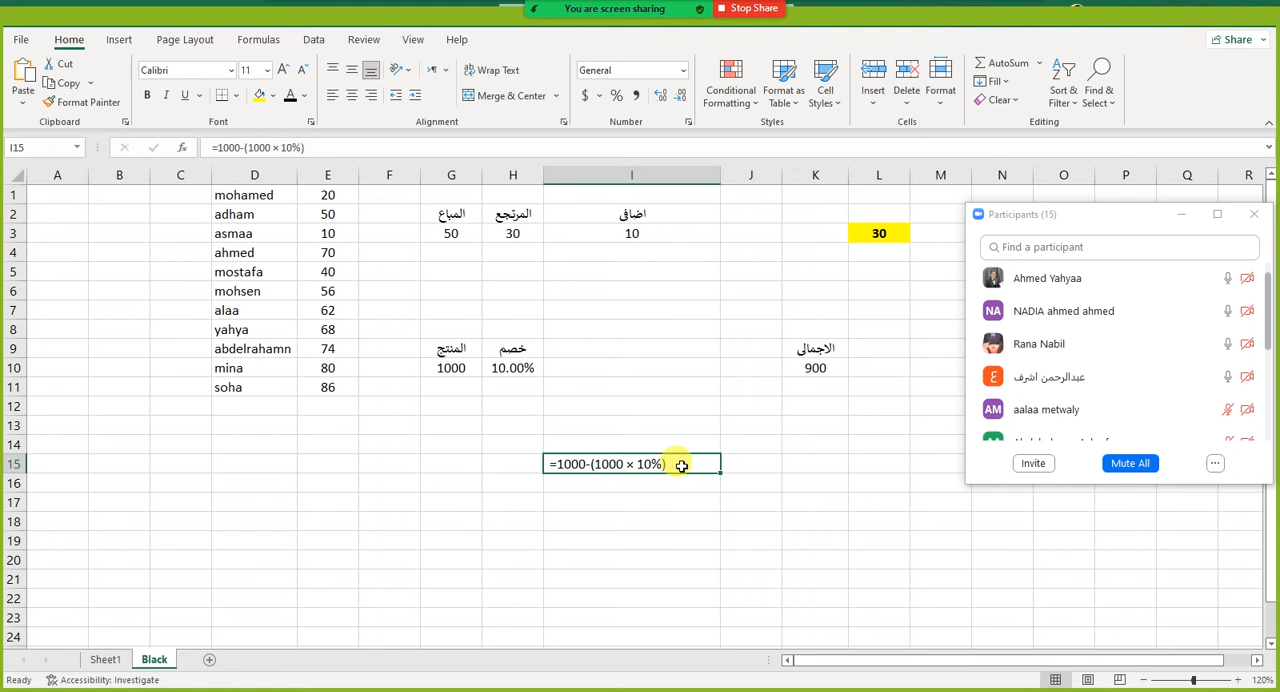 You are screen sharing Stop Share
File Home Insert Page Layout Formulas Data Review View Help Share
Cut Calibri 11 Wrap Text General AutoSum
Paste Copy Conditional Format as Cell Insert Delete Format Fill Sort & Find &
Format Painter B I U Merge & Center $ % Formatting Table Styles Clear Filter Select
Clipboard Font Alignment Number Styles Cells Editing
I15 fx =1000-(1000 × 10%)
A B C D E F G H I J K L M N O P Q R
1 mohamed 20
2 adham 50 المباع المرتجع اضافى
3 asmaa 10 50 30 10 30
4 ahmed 70
5 mostafa 40
6 mohsen 56
7 alaa 62
8 yahya 68
9 abdelrahamn 74 المنتج خصم الاجمالى
10 mina 80 1000 10.00% 900
11 soha 86
12
13
14
15 =1000-(1000 × 10%)
16
17
18
19
20
21
22
23
24
Participants (15)
Find a participant
Ahmed Yahyaa
NA NADIA ahmed ahmed
Rana Nabil
ع عبدالرحمن اشرف
AM aalaa metwaly
Invite Mute All ...
Sheet1 Black
Ready Accessibility: Investigate 120%